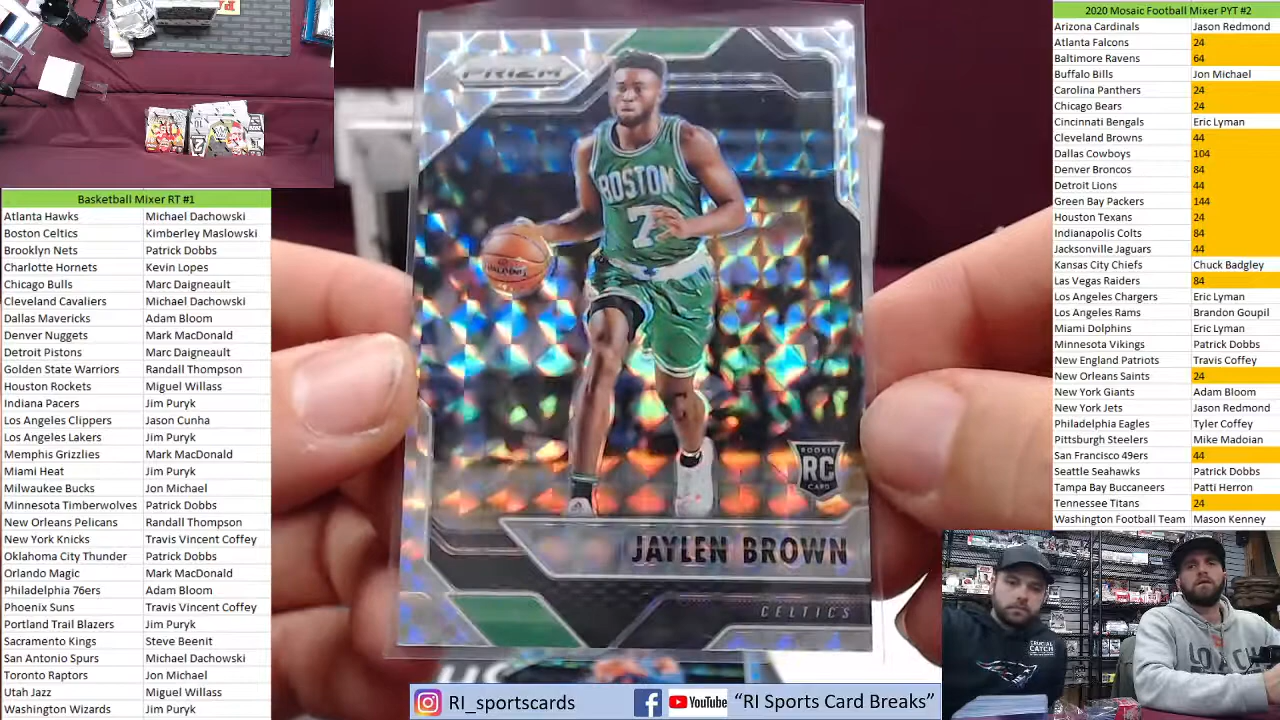 Basketball Mixer RT #1
Atlanta Hawks Michael Dachowski
Boston Celtics Kimberley Maslowski
Brooklyn Nets Patrick Dobbs
Charlotte Hornets Kevin Lopes
Chicago Bulls Marc Daigneault
Cleveland Cavaliers Michael Dachowski
Dallas Mavericks Adam Bloom
Denver Nuggets Mark MacDonald
Detroit Pistons Marc Daigneault
Golden State Warriors Randall Thompson
Houston Rockets Miguel Willass
Indiana Pacers Jim Puryk
Los Angeles Clippers Jason Cunha
Los Angeles Lakers Jim Puryk
Memphis Grizzlies Mark MacDonald
Miami Heat Jim Puryk
Milwaukee Bucks Jon Michael
Minnesota Timberwolves Patrick Dobbs
New Orleans Pelicans Randall Thompson
New York Knicks Travis Vincent Coffey
Oklahoma City Thunder Patrick Dobbs
Orlando Magic Mark MacDonald
Philadelphia 76ers Adam Bloom
Phoenix Suns Travis Vincent Coffey
Portland Trail Blazers Jim Puryk
Sacramento Kings Steve Beenit
San Antonio Spurs Michael Dachowski
Toronto Raptors Jon Michael
Utah Jazz Miguel Willass
Washington Wizards Jim Puryk
PRIZM
BOSTON
7
SPALDING
ROOKIE
RC
CARD
JAYLEN BROWN
CELTICS
RI_sportscards
YouTube
"RI Sports Card Breaks"
2020 Mosaic Football Mixer PYT #2
Arizona Cardinals Jason Redmond
Atlanta Falcons 24
Baltimore Ravens 64
Buffalo Bills Jon Michael
Carolina Panthers 24
Chicago Bears 24
Cincinnati Bengals Eric Lyman
Cleveland Browns 44
Dallas Cowboys 104
Denver Broncos 84
Detroit Lions 44
Green Bay Packers 144
Houston Texans 24
Indianapolis Colts 84
Jacksonville Jaguars 44
Kansas City Chiefs Chuck Badgley
Las Vegas Raiders 84
Los Angeles Chargers Eric Lyman
Los Angeles Rams Brandon Goupil
Miami Dolphins Eric Lyman
Minnesota Vikings Patrick Dobbs
New England Patriots Travis Coffey
New Orleans Saints 24
New York Giants Adam Bloom
New York Jets Jason Redmond
Philadelphia Eagles Tyler Coffey
Pittsburgh Steelers Mike Madoian
San Francisco 49ers 44
Seattle Seahawks Patrick Dobbs
Tampa Bay Buccaneers Patti Herron
Tennessee Titans 24
Washington Football Team Mason Kenney
CRUCIAL
CATCH